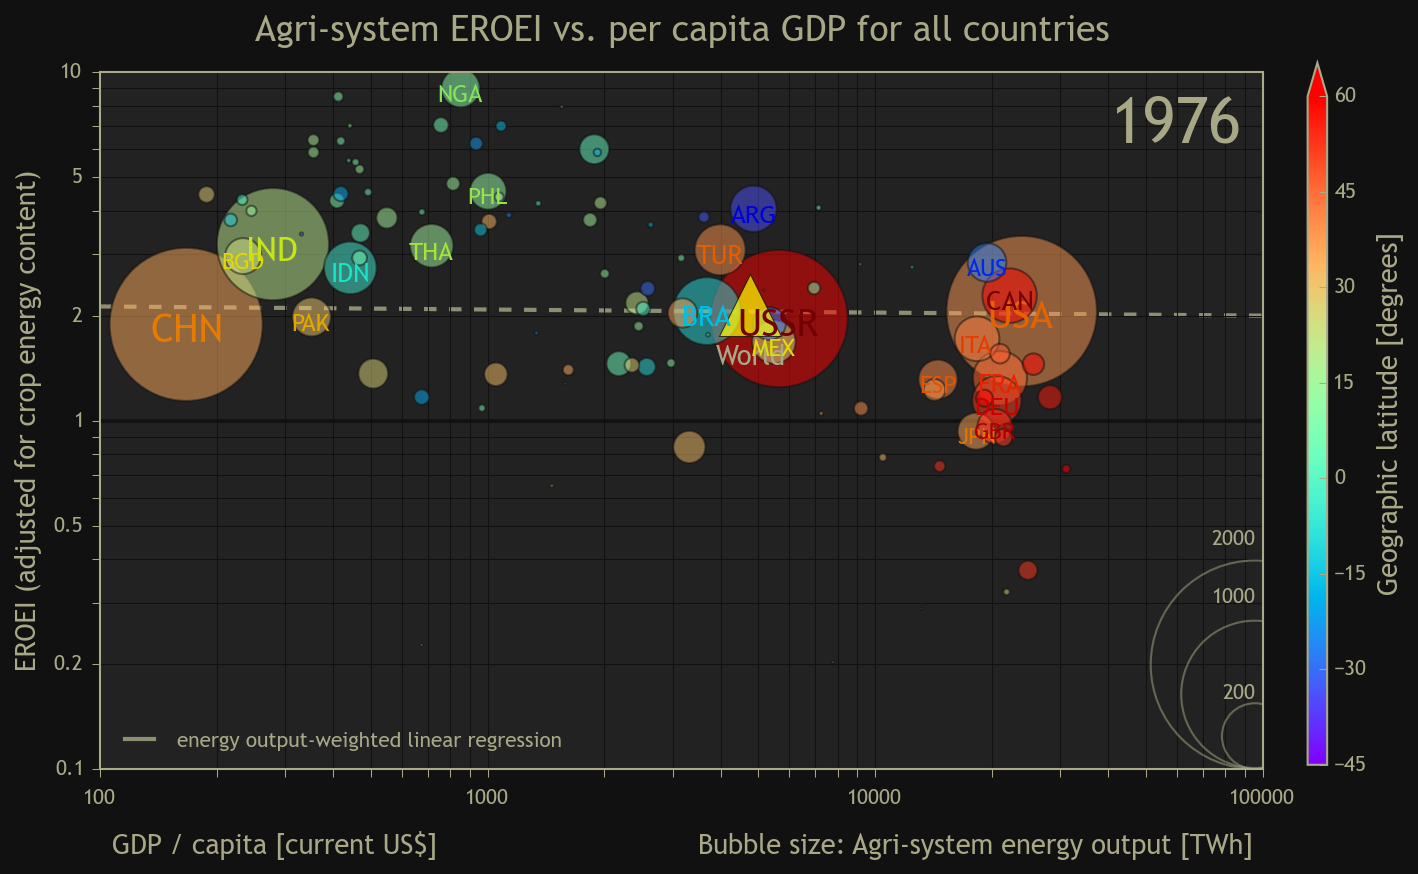 Agri-system EROEI vs. per capita GDP for all countries
1976
EROEI (adjusted for crop energy content)
10
5
2
1
0.5
0.2
0.1
NGA
PHL
ARG
IND
THA
TUR
BGD
IDN
AUS
CAN
CHN
PAK
BRA
USSR
USA
MEX
World
ITA
ESP
FRA
DEU
JPN
GBR
2000
1000
200
energy output-weighted linear regression
100
1000
10000
100000
GDP / capita [current US$]
Bubble size: Agri-system energy output [TWh]
60
45
30
15
0
−15
−30
−45
Geographic latitude [degrees]